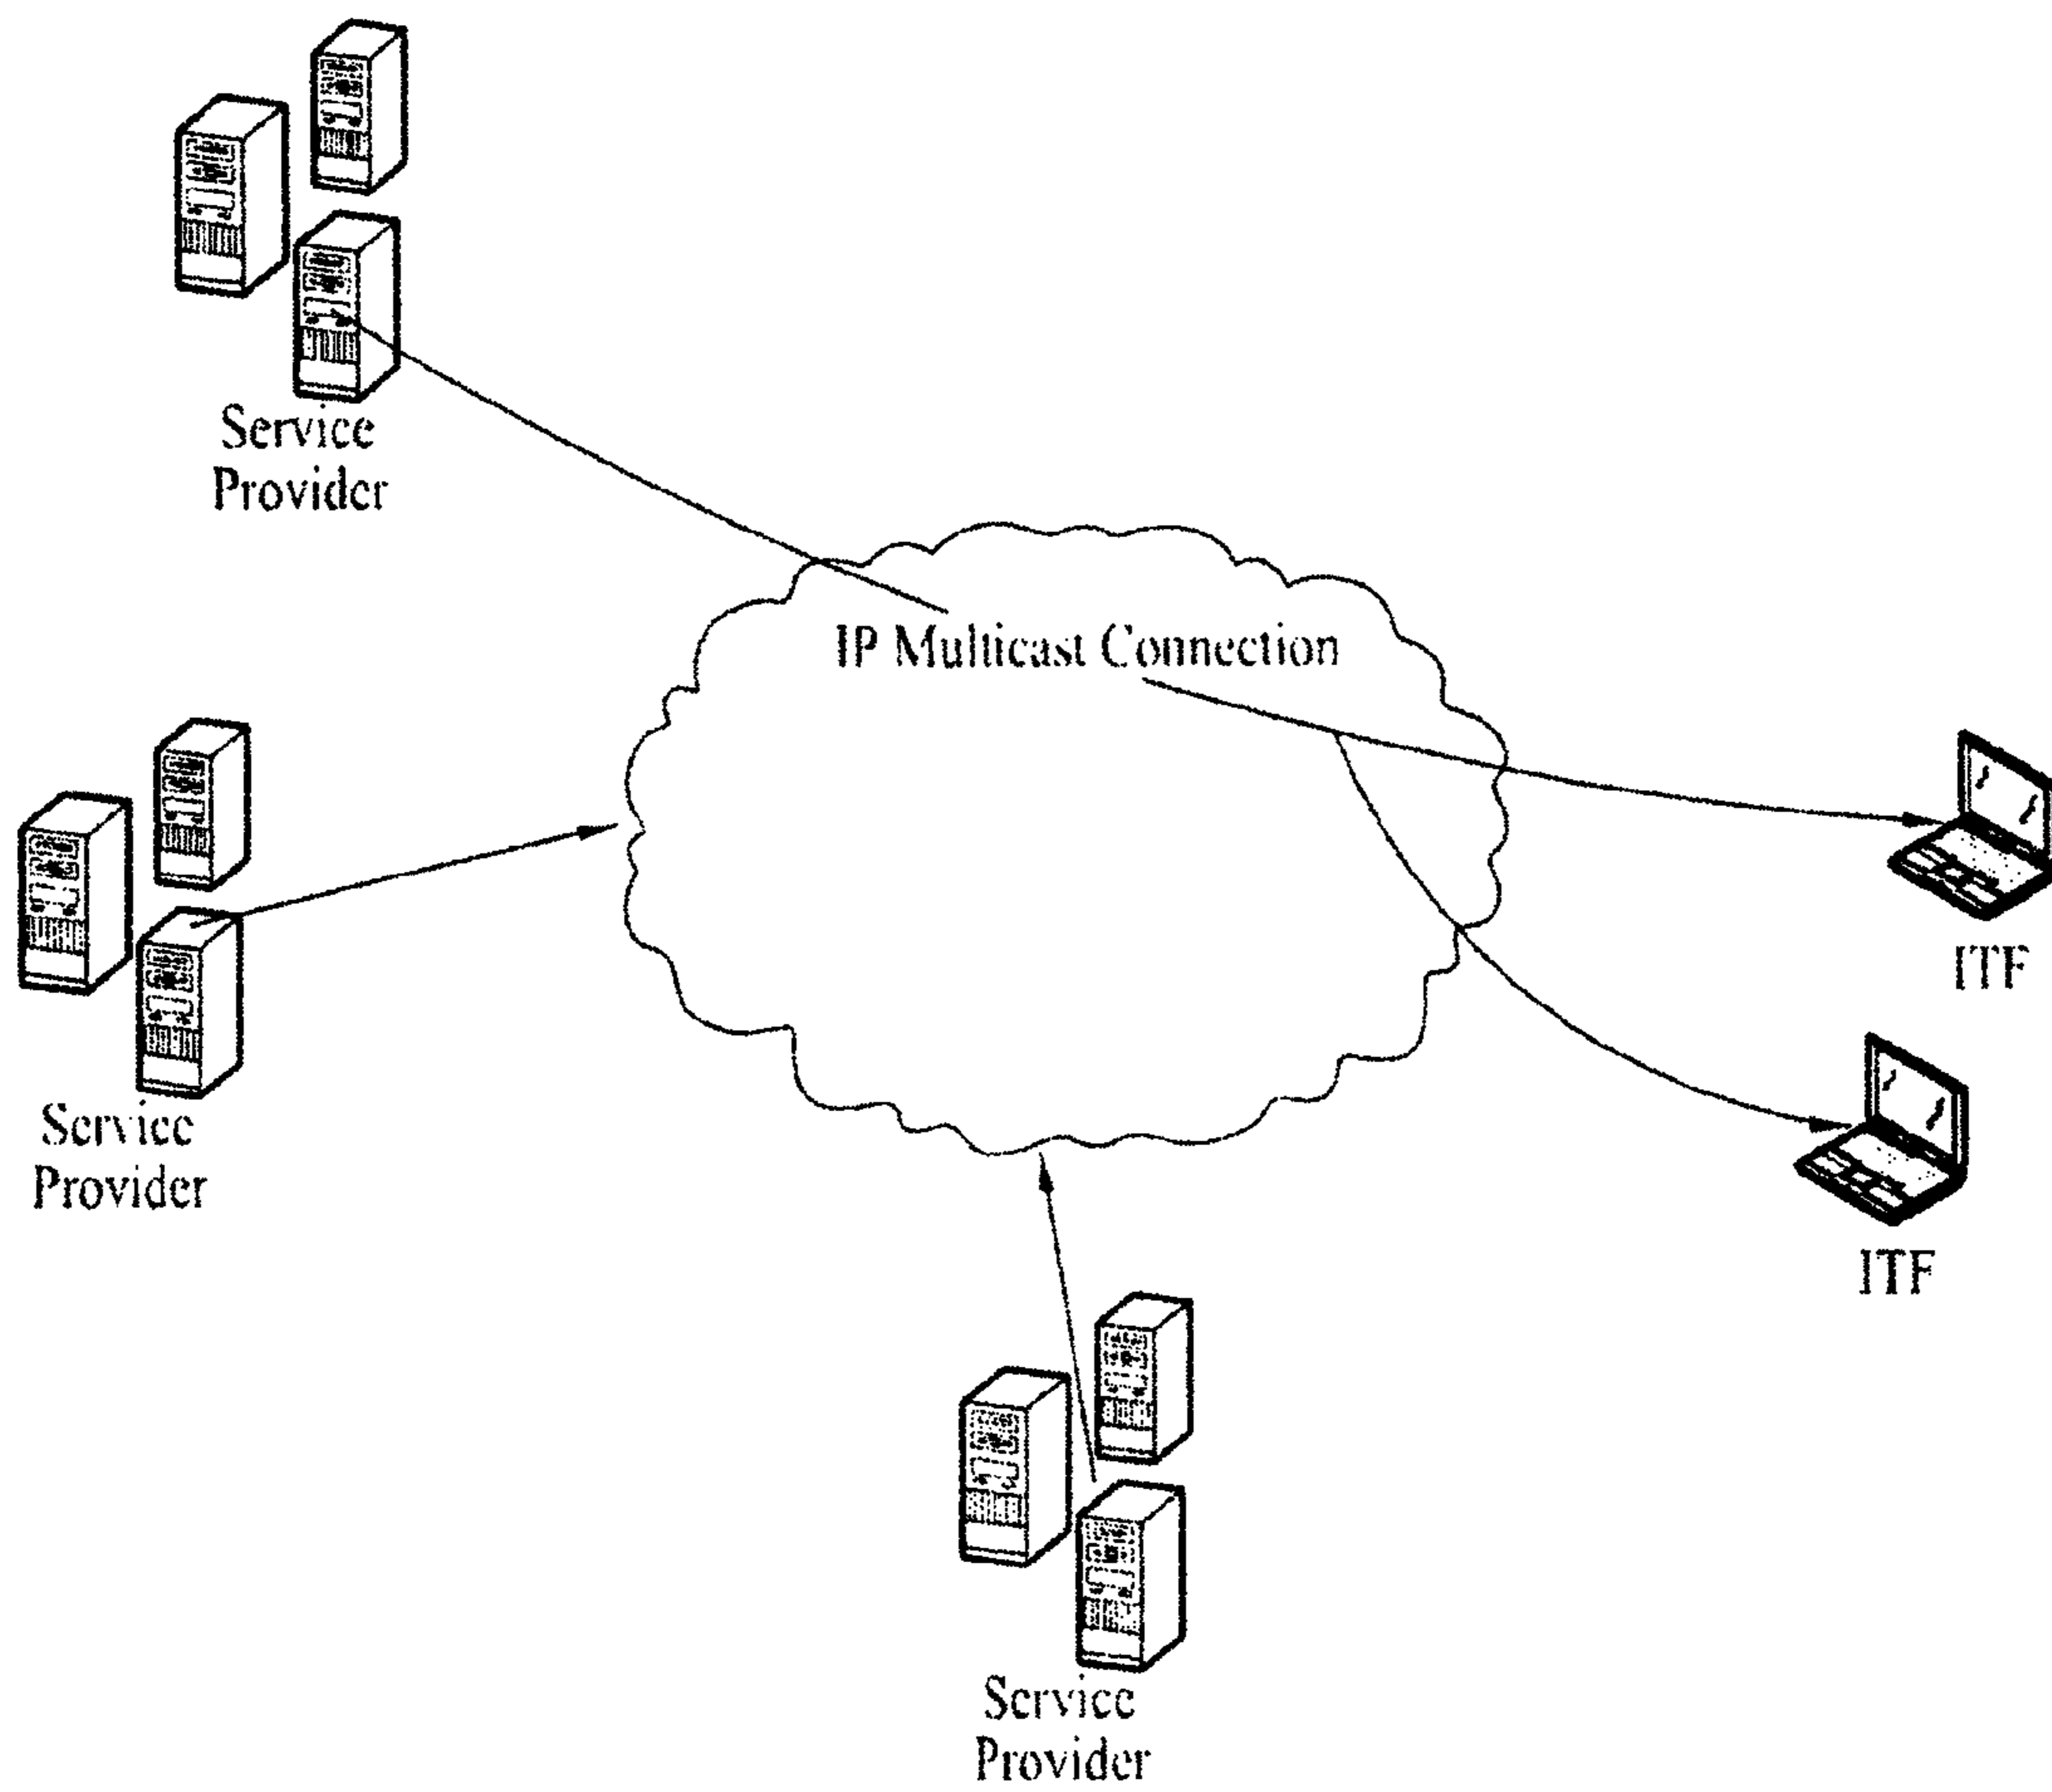 Service
Provider
IP Multicast Connection
Service
Provider
ITF
ITF
Service
Provider